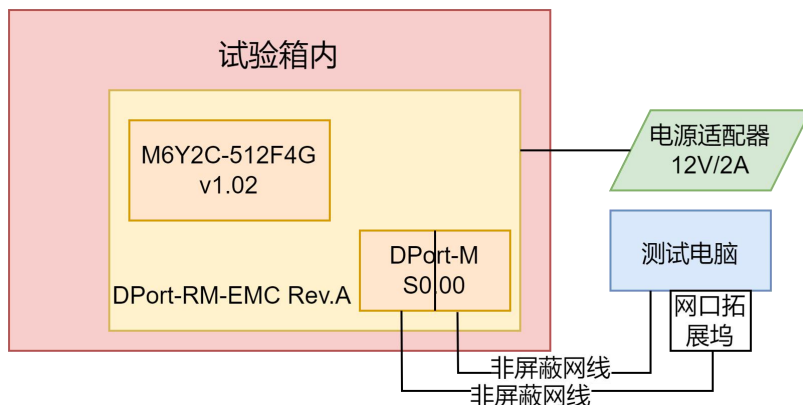 试验箱内
M6Y2C-512F4G
v1.02
DPort-M
S0.00
DPort-RM-EMC Rev.A
电源适配器
12V/2A
测试电脑
网口拓
展坞
非屏蔽网线
非屏蔽网线